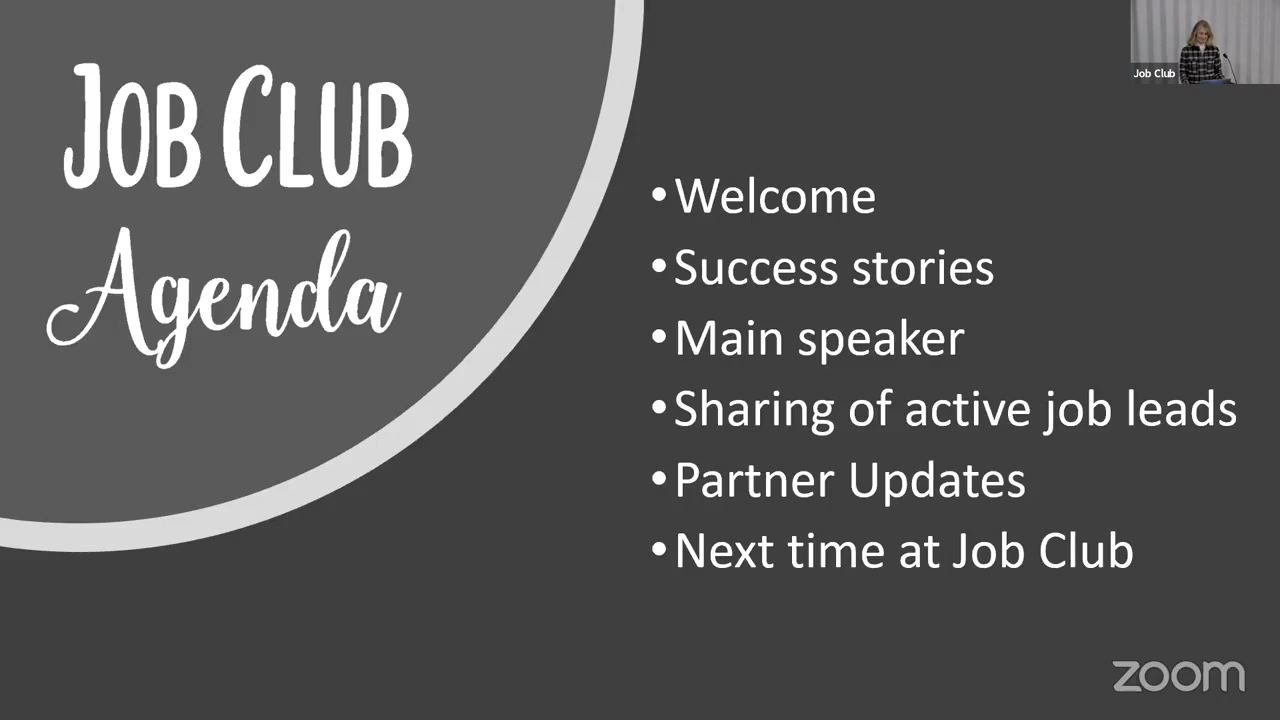 JOB CLUB
Agenda
Job Club
•Welcome
•Success stories
•Main speaker
•Sharing of active job leads
•Partner Updates
•Next time at Job Club
zoom